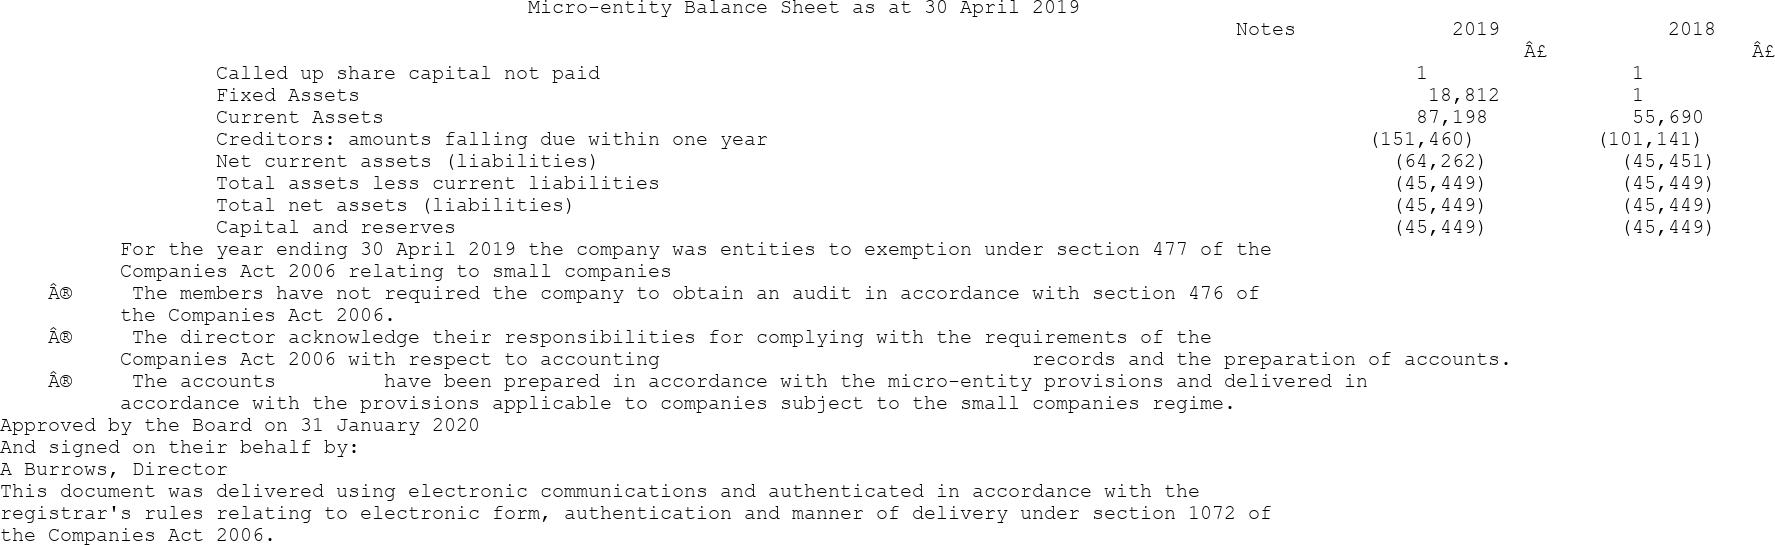 Micro-entity Balance Sheet as at 30 April 2019
Notes 2019 2018
Â£ Â£
Called up share capital not paid 1 1
Fixed Assets 18,812 1
Current Assets 87,198 55,690
Creditors: amounts falling due within one year (151,460) (101,141)
Net current assets (liabilities) (64,262) (45,451)
Total assets less current liabilities (45,449) (45,449)
Total net assets (liabilities) (45,449) (45,449)
Capital and reserves (45,449) (45,449)
For the year ending 30 April 2019 the company was entities to exemption under section 477 of the
Companies Act 2006 relating to small companies
Â® The members have not required the company to obtain an audit in accordance with section 476 of
the Companies Act 2006.
Â® The director acknowledge their responsibilities for complying with the requirements of the
Companies Act 2006 with respect to accounting records and the preparation of accounts.
Â® The accounts have been prepared in accordance with the micro-entity provisions and delivered in
accordance with the provisions applicable to companies subject to the small companies regime.
Approved by the Board on 31 January 2020
And signed on their behalf by:
A Burrows, Director
This document was delivered using electronic communications and authenticated in accordance with the
registrar's rules relating to electronic form, authentication and manner of delivery under section 1072 of
the Companies Act 2006.